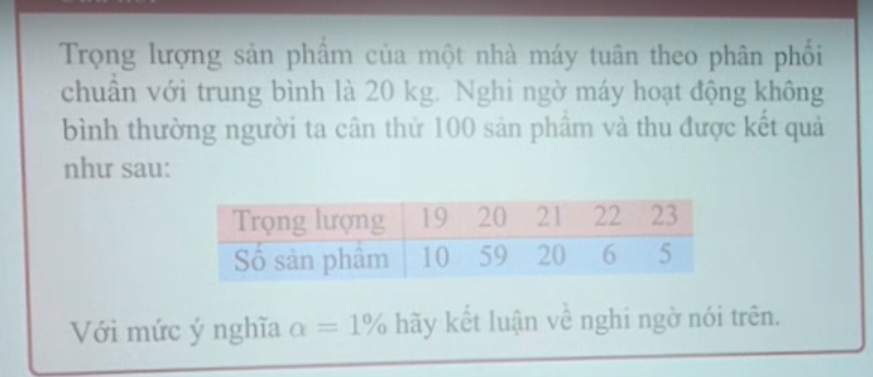 Trọng lượng sản phẩm của một nhà máy tuân theo phân phối
chuẩn với trung bình là 20 kg. Nghi ngờ máy hoạt động không
bình thường người ta cân thử 100 sản phẩm và thu được kết quả
như sau:
Trọng lượng 19 20 21 22 23
Số sản phẩm 10 59 20 6 5
Với mức ý nghĩa α = 1% hãy kết luận về nghi ngờ nói trên.